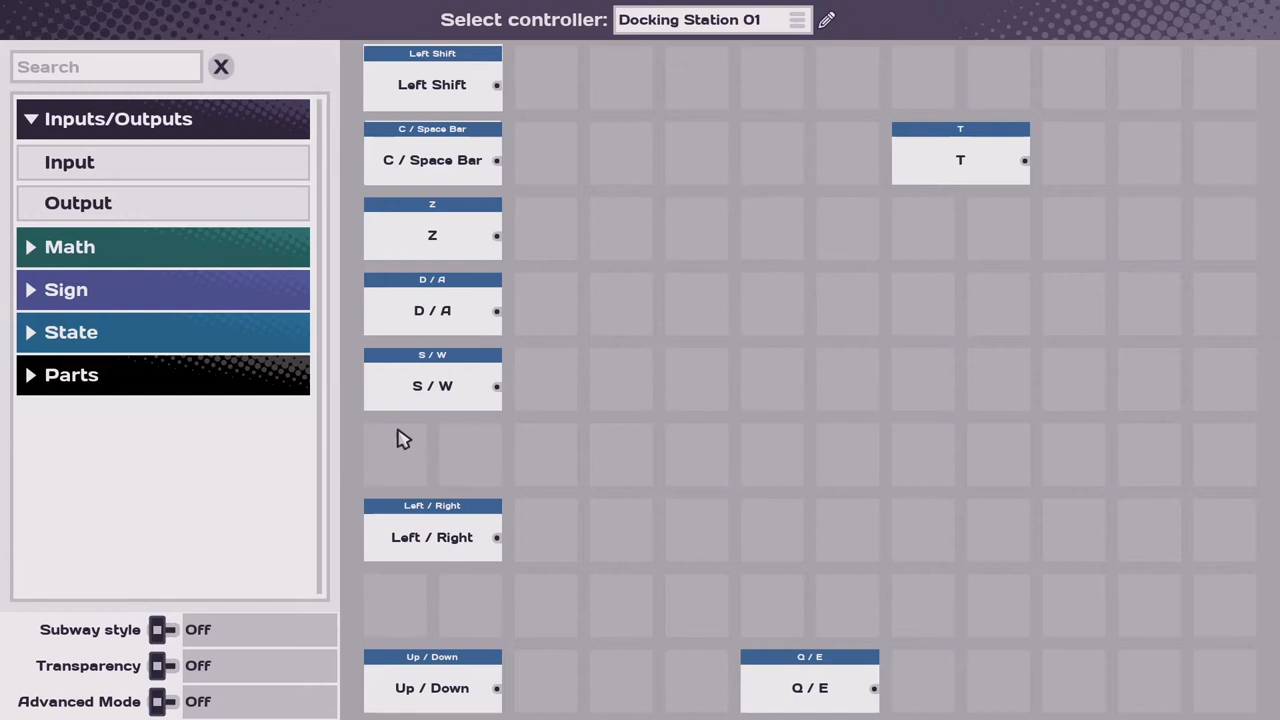 Select controller: Docking Station 01
Search X
Inputs/Outputs
Input
Output
Math
Sign
State
Parts
Subway style Off
Transparency Off
Advanced Mode Off
Left Shift
Left Shift
C / Space Bar
C / Space Bar
T
T
Z
Z
D / A
D / A
S / W
S / W
Left / Right
Left / Right
Up / Down
Up / Down
Q / E
Q / E